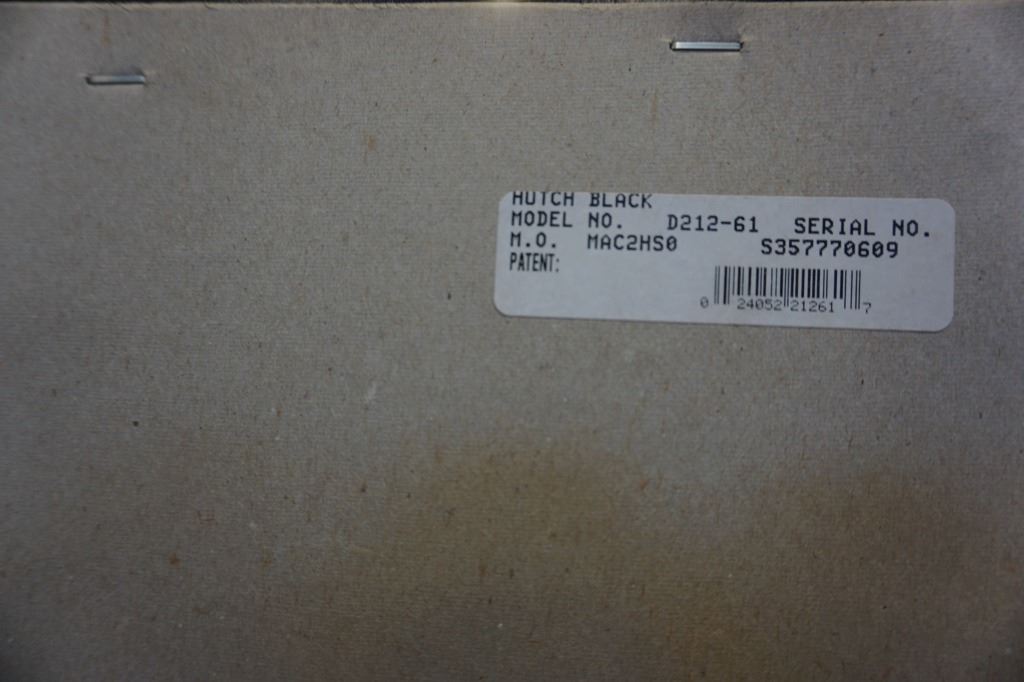 HUTCH BLACK
MODEL NO. D212-61 SERIAL NO.
M.O. MAC2HS0 S357770609
PATENT:
0 24052 21261 7